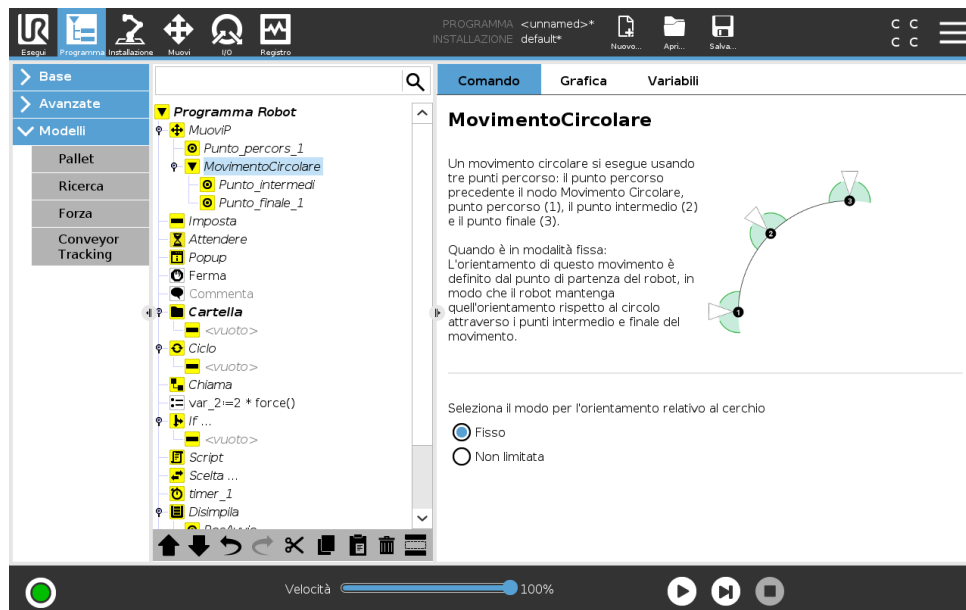 PROGRAMMA <unnamed>*
INSTALLAZIONE default*
Esegui
Programma
Installazione
Muovi
I/O
Registro
Nuovo...
Apri...
Salva...
C C
C C
Base
Avanzate
Modelli
Pallet
Ricerca
Forza
Conveyor
Tracking
Programma Robot
MuoviP
Punto_percors_1
MovimentoCircolare
Punto_intermedi
Punto_finale_1
Imposta
Attendere
Popup
Ferma
Commenta
Cartella
<vuoto>
Ciclo
<vuoto>
Chiama
var_2:=2 * force()
If ...
<vuoto>
Script
Scelta ...
timer_1
Disimpila
Comando
Grafica
Variabili
MovimentoCircolare
Un movimento circolare si esegue usando
tre punti percorso: il punto percorso
precedente il nodo Movimento Circolare,
punto percorso (1), il punto intermedio (2)
e il punto finale (3).
Quando è in modalità fissa:
L'orientamento di questo movimento è
definito dal punto di partenza del robot, in
modo che il robot mantenga
quell'orientamento rispetto al circolo
attraverso i punti intermedio e finale del
movimento.
1
2
3
Seleziona il modo per l'orientamento relativo al cerchio
Fisso
Non limitata
Velocità
100%